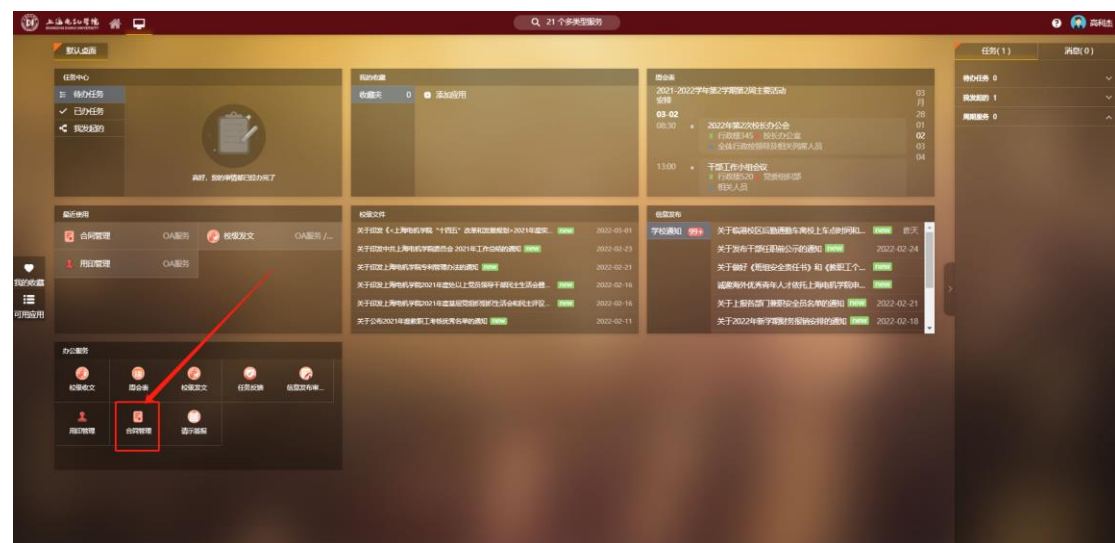 上海电机学院
21 个多类型服务
高利杰
默认桌面
任务(1)
消息(0)
任务中心
待办任务
已办任务
我发起的
真好，您的事情都已经办完了
我的收藏
收藏夹 0
添加应用
周会表
2021-2022学年第2学期第2周主要活动安排
03-02
08:30
2022年第2次校长办公会
行政楼345 校长办公室
全体行政校领导及相关列席人员
13:00
干部工作小组会议
行政楼520 党委组织部
相关人员
03
月
28
01
02
03
04
待办任务 0
我发起的 1
周期服务 0
最近使用
合同管理 OA服务
校级发文 OA服务 /...
用印管理 OA服务
校级文件
关于印发《<上海电机学院“十四五”改革和发展规划>2021年度实... new 2022-03-01
关于印发中共上海电机学院委员会 2021年工作总结的通知 new 2022-02-23
关于印发上海电机学院专利管理办法的通知 new 2022-02-21
关于印发上海电机学院2021年度处以上党员领导干部民主生活会... new 2022-02-16
关于印发上海电机学院2021年度基层党组织组织生活会和民主评议... new 2022-02-16
关于公布2021年度教职工考核优秀名单的通知 new 2022-02-11
信息发布
学校通知 99+
关于临港校区后勤通勤车离校上车点时间和... new 昨天
关于发布干部任职前公示的通知 new 2022-02-24
关于做好《班组安全责任书》和《教职工个... new
诚邀海外优秀青年人才依托上海电机学院申... new
关于上报各部门兼职安全员名单的通知 new 2022-02-21
关于2022年新学期财务报销安排的通知 new 2022-02-18
我的收藏
可用应用
办公服务
校级收文
周会表
校级发文
任务反馈
信息发布审...
用印管理
合同管理
请示签报